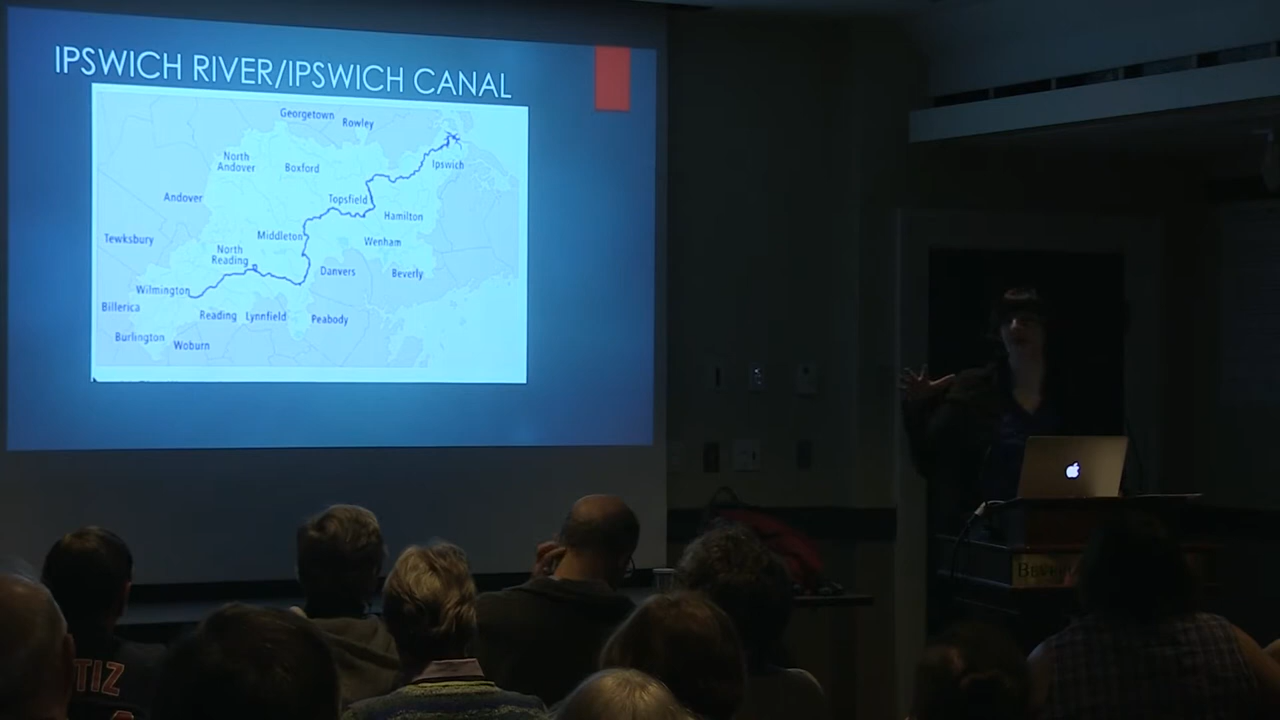 IPSWICH RIVER/IPSWICH CANAL
Georgetown
Rowley
North
Andover
Boxford
Ipswich
Andover
Topsfield
Hamilton
Tewksbury
Middleton
Wenham
North
Reading
Danvers
Beverly
Wilmington
Billerica
Reading
Lynnfield
Peabody
Burlington
Woburn
TIZ